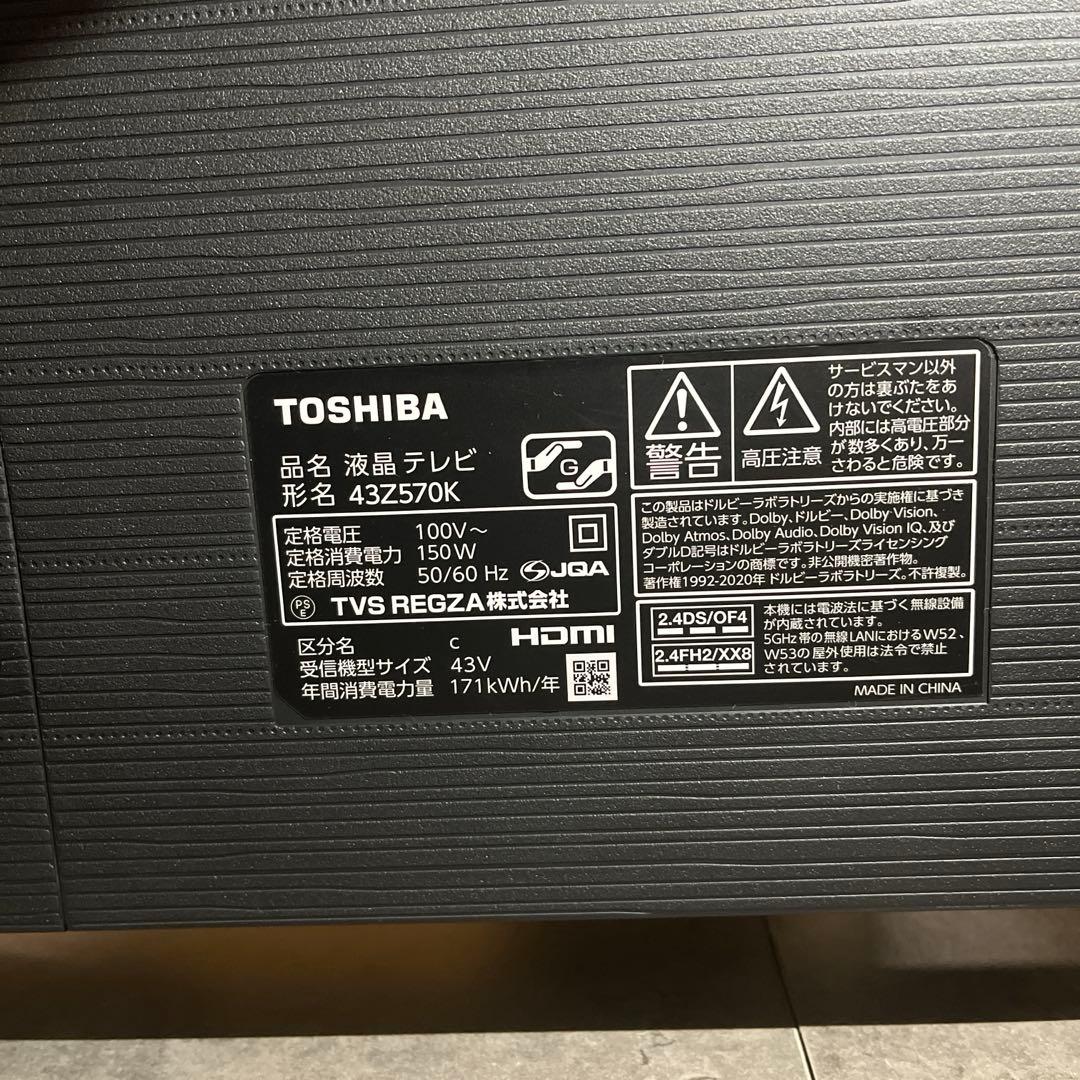 TOSHIBA
品名 液晶テレビ
形名 43Z570K
G
定格電圧 100V～
定格消費電力 150W
定格周波数 50/60 Hz
JQA
PS
E
TVS REGZA株式会社
区分名 c
HDMI
受信機型サイズ 43V
年間消費電力量 171kWh/年
警告
高圧注意
サービスマン以外
の方は裏ぶたをあ
けないでください。
内部には高電圧部分
が数多くあり、万一
さわると危険です。
この製品はドルビーラボラトリーズからの実施権に基づき
製造されています。Dolby、ドルビー、Dolby Vision、
Dolby Atmos、Dolby Audio、Dolby Vision IQ、及び
ダブルD記号はドルビーラボラトリーズライセンシング
コーポレーションの商標です。非公開機密著作物。
著作権1992-2020年 ドルビーラボラトリーズ。不許複製。
2.4DS/OF4
2.4FH2/XX8
本機には電波法に基づく無線設備
が内蔵されています。
5GHz帯の無線LANにおけるW52、
W53の屋外使用は法令で禁止
されています。
MADE IN CHINA